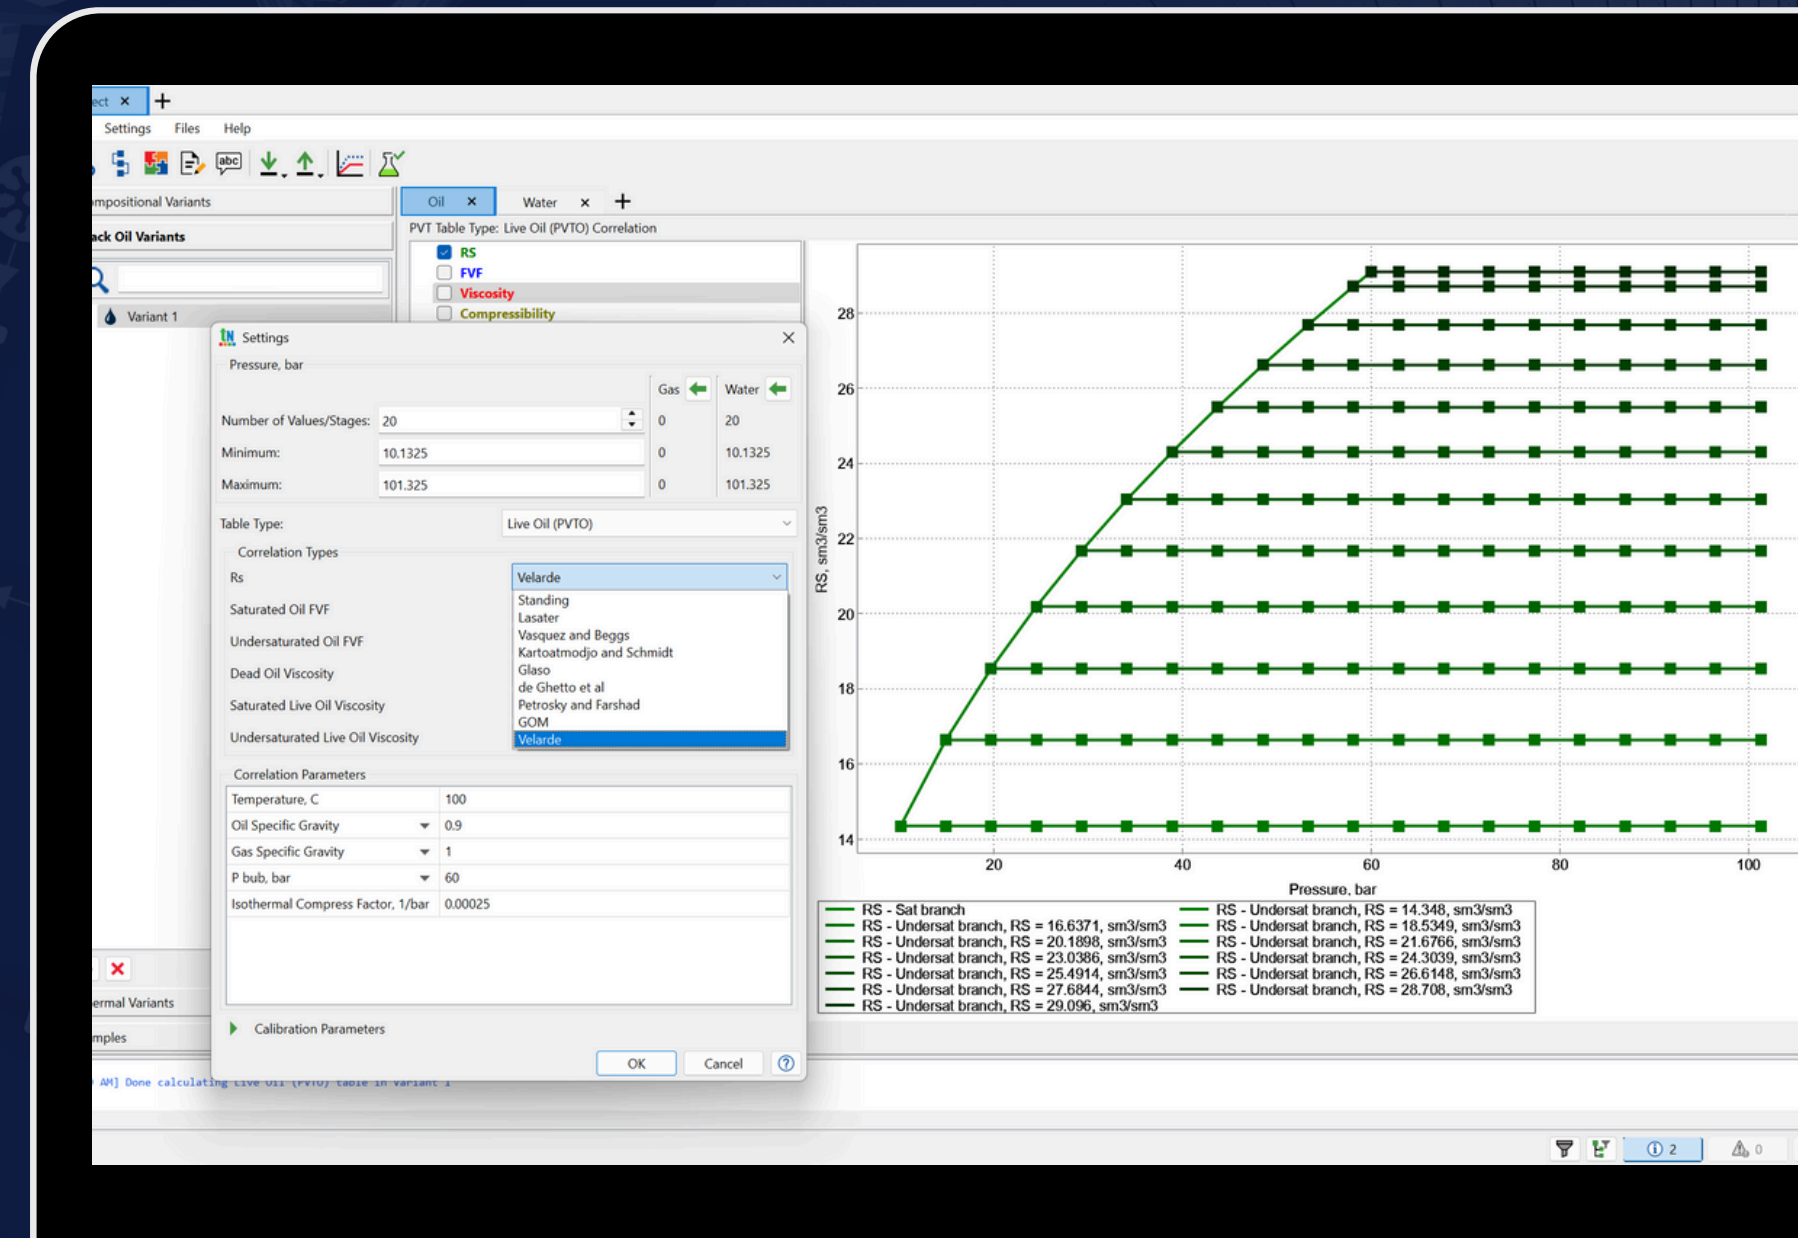 ect
Settings Files Help
abc
ompositional Variants
ack Oil Variants
Variant 1
Oil Water
PVT Table Type: Live Oil (PVTO) Correlation
RS
FVF
Viscosity
Compressibility
Settings
Pressure, bar
Gas Water
Number of Values/Stages: 20 0 20
Minimum: 10.1325 0 10.1325
Maximum: 101.325 0 101.325
Table Type: Live Oil (PVTO)
Correlation Types
Rs Velarde
Saturated Oil FVF
Undersaturated Oil FVF
Dead Oil Viscosity
Saturated Live Oil Viscosity
Undersaturated Live Oil Viscosity
Standing
Lasater
Vasquez and Beggs
Kartoatmodjo and Schmidt
Glaso
de Ghetto et al
Petrosky and Farshad
GOM
Velarde
Correlation Parameters
Temperature, C 100
Oil Specific Gravity 0.9
Gas Specific Gravity 1
P bub, bar 60
Isothermal Compress Factor, 1/bar 0.00025
Calibration Parameters
OK Cancel ?
ermal Variants
mples
AM] Done calculating Live Oil (PVTO) table in Variant 1
28
26
24
22
20
18
16
14
RS, sm3/sm3
20 40 60 80 100
Pressure, bar
RS - Sat branch RS - Undersat branch, RS = 14.348, sm3/sm3
RS - Undersat branch, RS = 16.6371, sm3/sm3 RS - Undersat branch, RS = 18.5349, sm3/sm3
RS - Undersat branch, RS = 20.1898, sm3/sm3 RS - Undersat branch, RS = 21.6766, sm3/sm3
RS - Undersat branch, RS = 23.0386, sm3/sm3 RS - Undersat branch, RS = 24.3039, sm3/sm3
RS - Undersat branch, RS = 25.4914, sm3/sm3 RS - Undersat branch, RS = 26.6148, sm3/sm3
RS - Undersat branch, RS = 27.6844, sm3/sm3 RS - Undersat branch, RS = 28.708, sm3/sm3
RS - Undersat branch, RS = 29.096, sm3/sm3
2 0